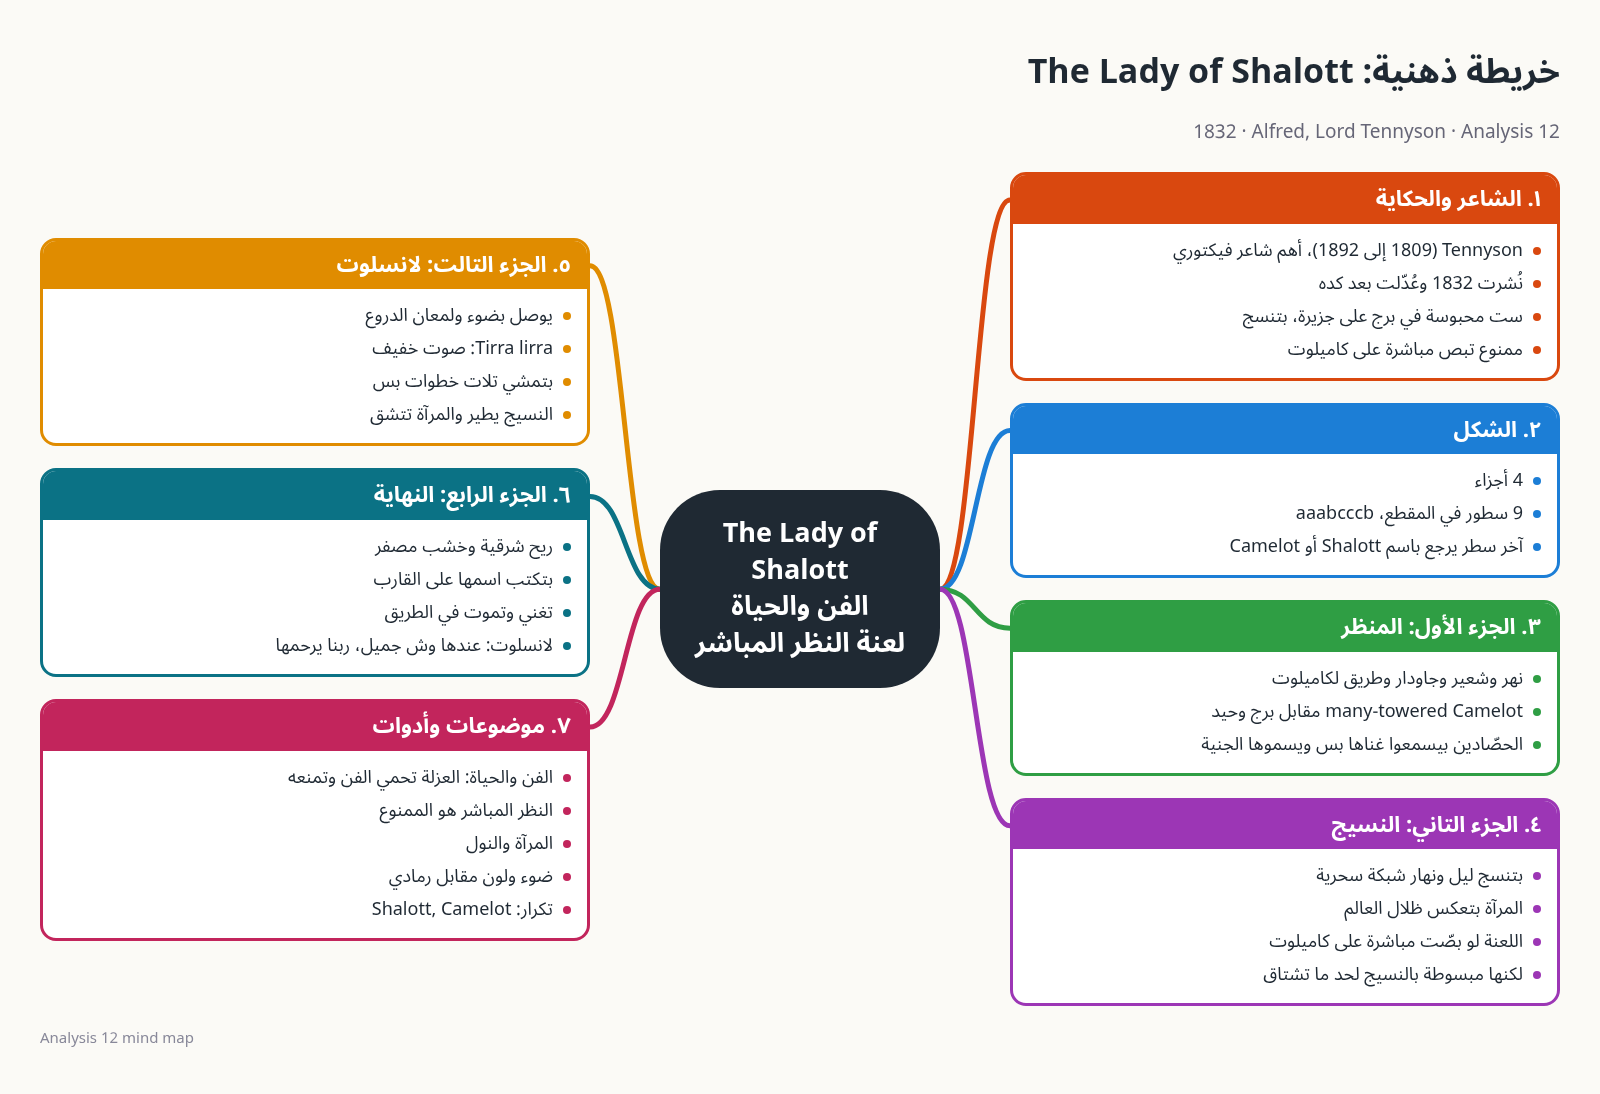 خريطة ذهنية: The Lady of Shalott
1832 · Alfred, Lord Tennyson · Analysis 12
١. الشاعر والحكاية
Tennyson (1809 إلى 1892)، أهم شاعر فيكتوري
نُشرت 1832 وعُدّلت بعد كده
ست محبوسة في برج على جزيرة، بتنسج
ممنوع تبص مباشرة على كاميلوت
٢. الشكل
4 أجزاء
9 سطور في المقطع، aaabcccb
آخر سطر يرجع باسم Shalott أو Camelot
٣. الجزء الأول: المنظر
نهر وشعير وجاودار وطريق لكاميلوت
many-towered Camelot مقابل برج وحيد
الحصّادين بيسمعوا غناها بس ويسموها الجنية
٤. الجزء التاني: النسيج
بتنسج ليل ونهار شبكة سحرية
المرآة بتعكس ظلال العالم
اللعنة لو بصّت مباشرة على كاميلوت
لكنها مبسوطة بالنسيج لحد ما تشتاق
The Lady of
Shalott
الفن والحياة
لعنة النظر المباشر
٥. الجزء التالت: لانسلوت
يوصل بضوء ولمعان الدروع
Tirra lirra: صوت خفيف
بتمشي تلات خطوات بس
النسيج يطير والمرآة تتشق
٦. الجزء الرابع: النهاية
ريح شرقية وخشب مصفر
بتكتب اسمها على القارب
تغني وتموت في الطريق
لانسلوت: عندها وش جميل، ربنا يرحمها
٧. موضوعات وأدوات
الفن والحياة: العزلة تحمي الفن وتمنعه
النظر المباشر هو الممنوع
المرآة والنول
ضوء ولون مقابل رمادي
تكرار: Shalott, Camelot
Analysis 12 mind map